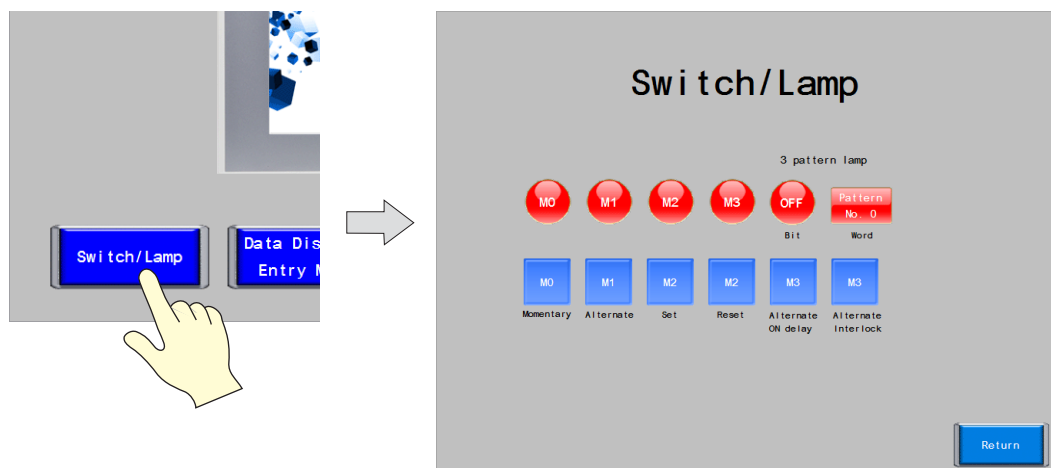 Switch/Lamp
Data Dis
Entry
Switch/Lamp
3 pattern lamp
M0 M1 M2 M3 OFF Pattern
No. 0
Bit Word
M0 M1 M2 M2 M3 M3
Momentary Alternate Set Reset Alternate Alternate
ON delay Interlock
Return